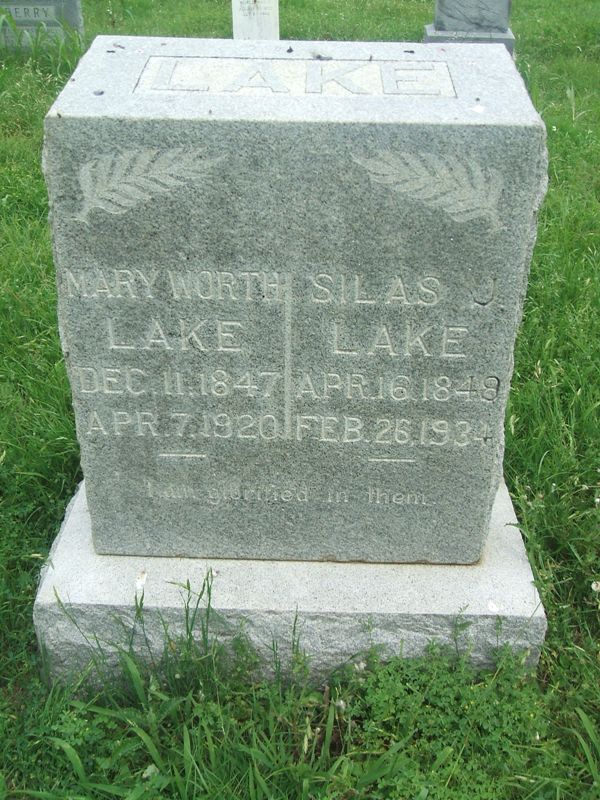 BERRY
LAKE
MARY WORTH
LAKE
DEC. 11. 1847
APR. 7. 1920
SILAS J.
LAKE
APR. 16. 1848
FEB. 26. 1934
I am glorified in them.